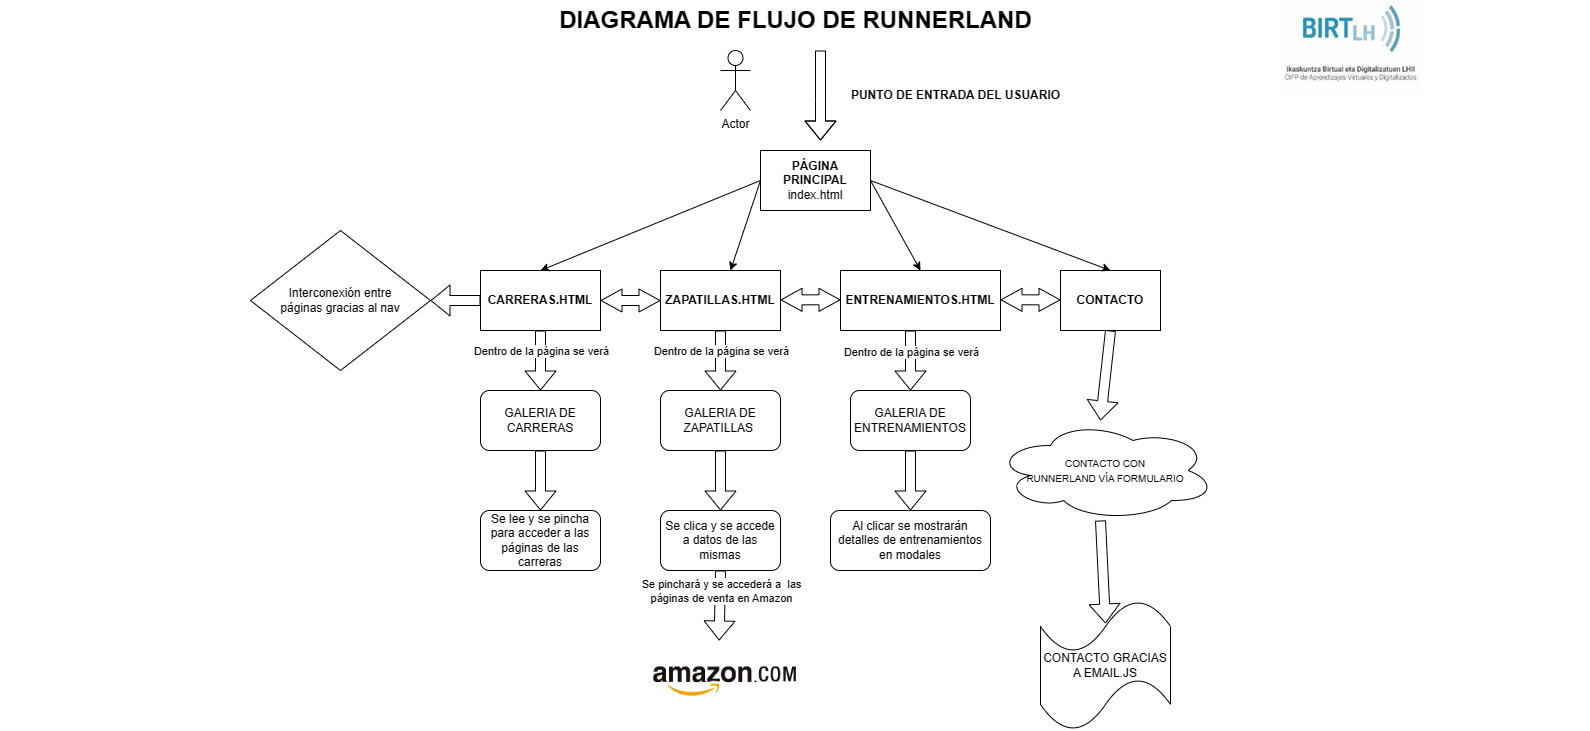 DIAGRAMA DE FLUJO DE RUNNERLAND
BIRTLH
Ikaskuntza Birtual eta Digitalizatuen LHII
CIFP de Aprendizajes Virtuales y Digitalizados
Actor
PUNTO DE ENTRADA DEL USUARIO
PÁGINA
PRINCIPAL
index.html
Interconexión entre
páginas gracias al nav
CARRERAS.HTML
ZAPATILLAS.HTML
ENTRENAMIENTOS.HTML
CONTACTO
Dentro de la página se verá
Dentro de la página se verá
Dentro de la página se verá
GALERIA DE
CARRERAS
GALERIA DE
ZAPATILLAS
GALERIA DE
ENTRENAMIENTOS
CONTACTO CON
RUNNERLAND VÍA FORMULARIO
Se lee y se pincha
para acceder a las
páginas de las
carreras
Se clica y se accede
a datos de las
mismas
Al clicar se mostrarán
detalles de entrenamientos
en modales
Se pinchará y se accederá a las
páginas de venta en Amazon
amazon.COM
CONTACTO GRACIAS
A EMAIL.JS